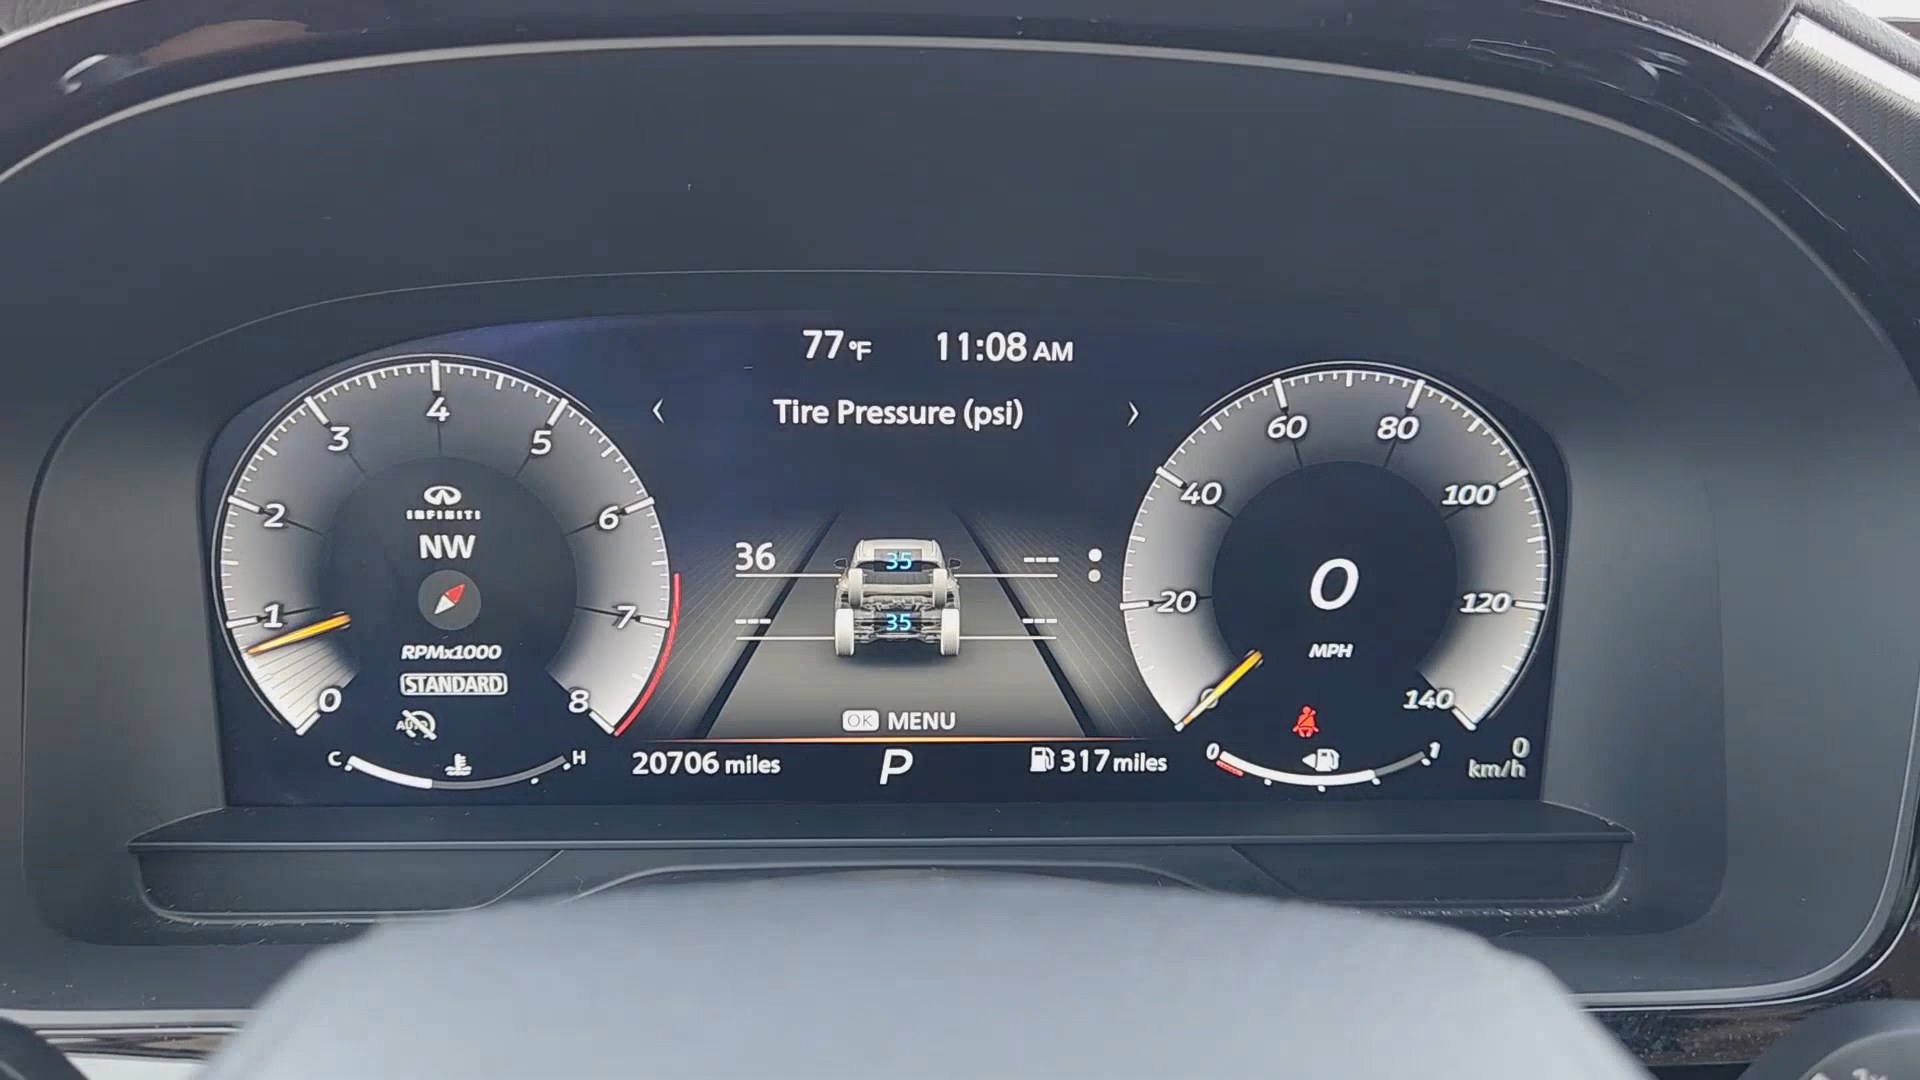 77 °F 11:08 AM
Tire Pressure (psi)
36 35 ---
--- 35 ---
OK MENU
20706 miles P 317 miles
0 1 2 3 4 5 6 7 8
INFINITI
NW
RPMx1000
STANDARD
AUTO
C H
0 20 40 60 80 100 120 140
0
MPH
0 1
0
km/h